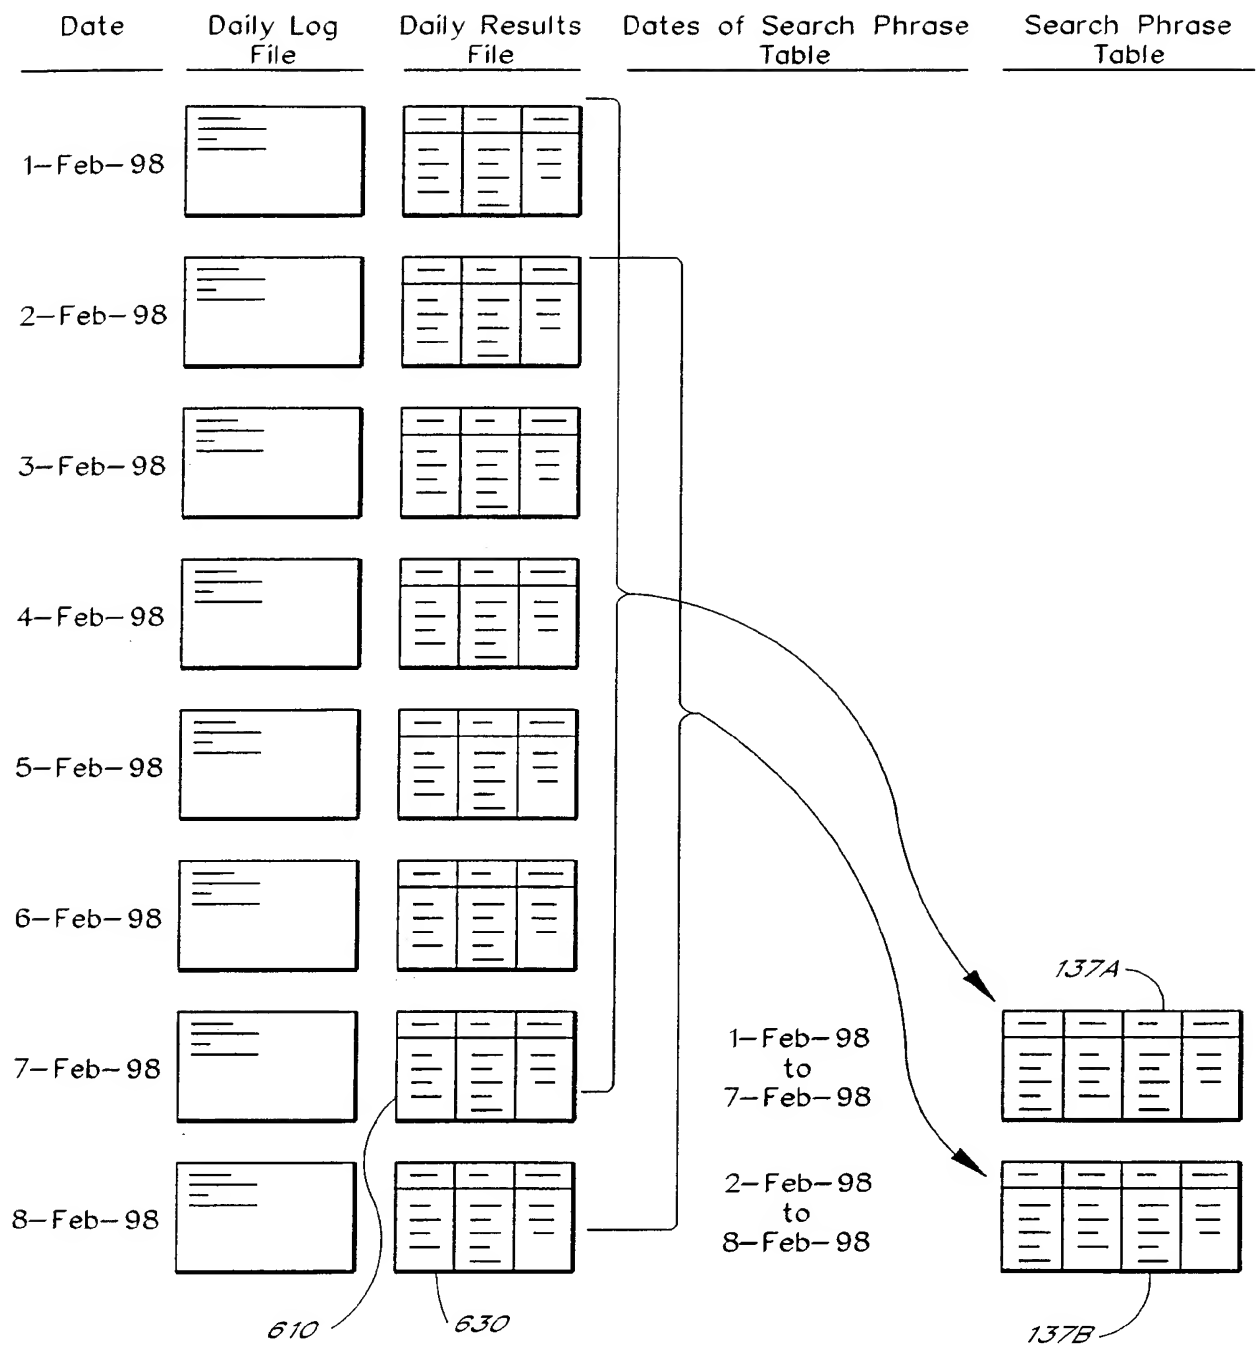 Date
Daily Log
File
Daily Results
File
Dates of Search Phrase
Table
Search Phrase
Table
1-Feb-98
2-Feb-98
3-Feb-98
4-Feb-98
5-Feb-98
6-Feb-98
7-Feb-98
8-Feb-98
1-Feb-98
to
7-Feb-98
2-Feb-98
to
8-Feb-98
137A
137B
610
630